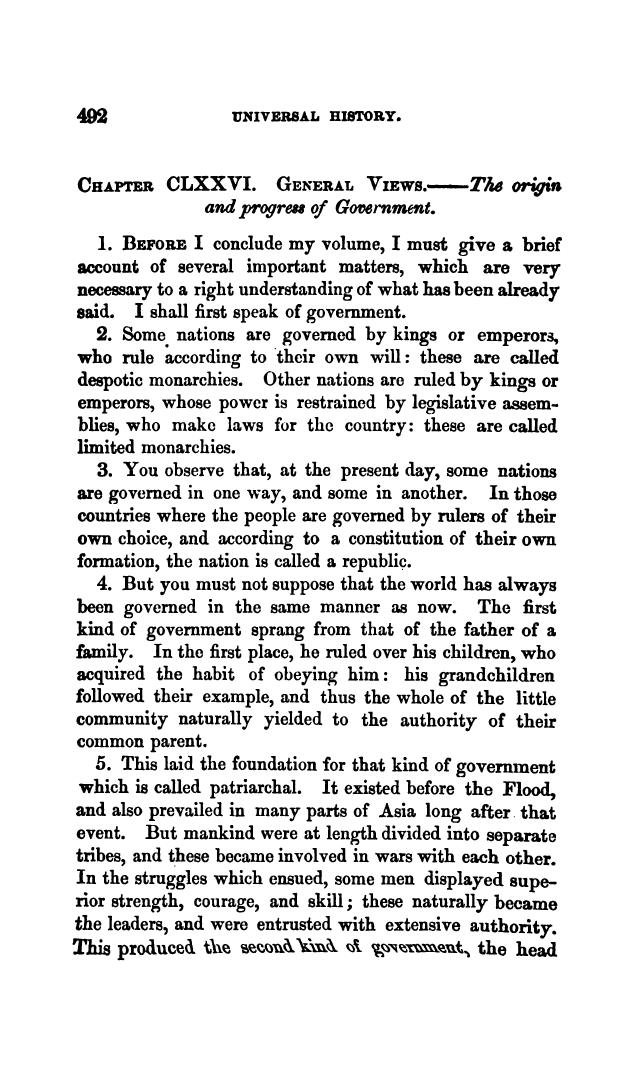 492 UNIVERSAL HISTORY.
CHAPTER CLXXVI. GENERAL VIEWS.——The origin
and progress of Government.
1. BEFORE I conclude my volume, I must give a brief
account of several important matters, which are very
necessary to a right understanding of what has been already
said. I shall first speak of government.
2. Some nations are governed by kings or emperors,
who rule according to their own will: these are called
despotic monarchies. Other nations are ruled by kings or
emperors, whose power is restrained by legislative assem-
blies, who make laws for the country: these are called
limited monarchies.
3. You observe that, at the present day, some nations
are governed in one way, and some in another. In those
countries where the people are governed by rulers of their
own choice, and according to a constitution of their own
formation, the nation is called a republic.
4. But you must not suppose that the world has always
been governed in the same manner as now. The first
kind of government sprang from that of the father of a
family. In the first place, he ruled over his children, who
acquired the habit of obeying him: his grandchildren
followed their example, and thus the whole of the little
community naturally yielded to the authority of their
common parent.
5. This laid the foundation for that kind of government
which is called patriarchal. It existed before the Flood,
and also prevailed in many parts of Asia long after that
event. But mankind were at length divided into separate
tribes, and these became involved in wars with each other.
In the struggles which ensued, some men displayed supe-
rior strength, courage, and skill; these naturally became
the leaders, and were entrusted with extensive authority.
This produced the second kind of government, the head